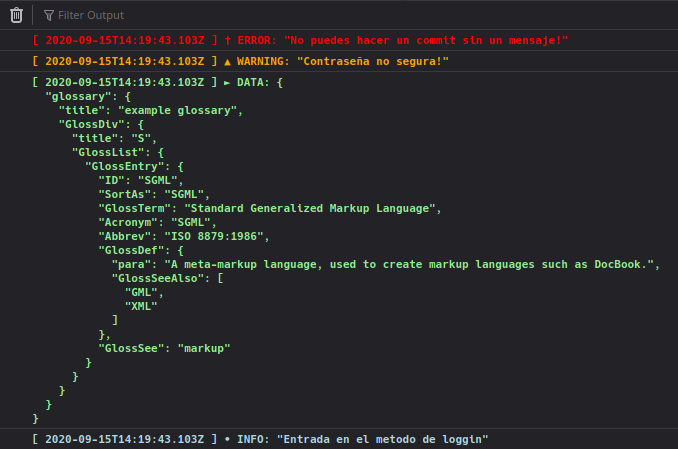 Filter Output
[ 2020-09-15T14:19:43.103Z ] † ERROR: "No puedes hacer un commit sin un mensaje!"
[ 2020-09-15T14:19:43.103Z ] ▲ WARNING: "Contraseña no segura!"
[ 2020-09-15T14:19:43.103Z ] ► DATA: {
  "glossary": {
    "title": "example glossary",
    "GlossDiv": {
      "title": "S",
      "GlossList": {
        "GlossEntry": {
          "ID": "SGML",
          "SortAs": "SGML",
          "GlossTerm": "Standard Generalized Markup Language",
          "Acronym": "SGML",
          "Abbrev": "ISO 8879:1986",
          "GlossDef": {
            "para": "A meta-markup language, used to create markup languages such as DocBook.",
            "GlossSeeAlso": [
              "GML",
              "XML"
            ]
          },
          "GlossSee": "markup"
        }
      }
    }
  }
}
[ 2020-09-15T14:19:43.103Z ] • INFO: "Entrada en el metodo de loggin"